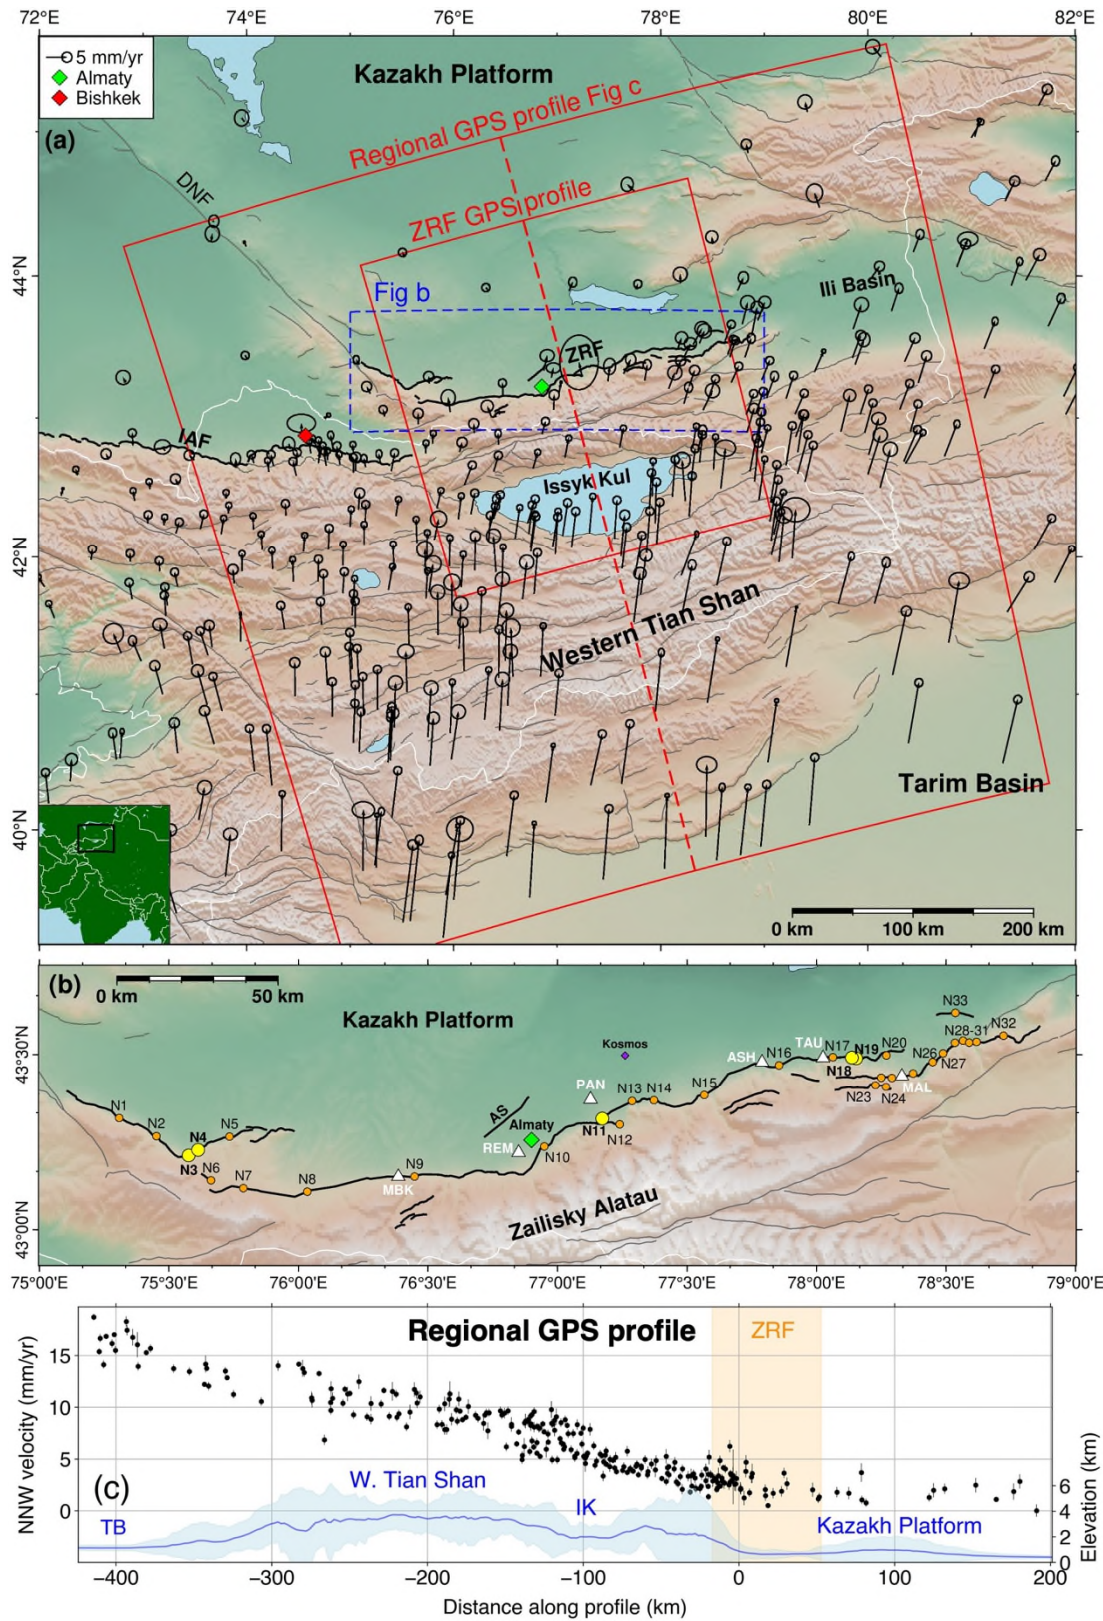 72°E 74°E 76°E 78°E 80°E 82°E
5 mm/yr
Almaty
Bishkek
Kazakh Platform
(a)
Regional GPS profile Fig c
DNF
ZRF GPS profile
44°N
Fig b
Ili Basin
ZRF
IAF
Issyk Kul
42°N
Western Tian Shan
Tarim Basin
40°N
0 km 100 km 200 km
(b)
0 km 50 km
Kazakh Platform
N33
Kosmos
N28-31 N32
43°30'N
TAU N17 N19 N20
ASH N16 N18 N26
N27
PAN N13 N14 N15 N23 N24 MAL
N1 N2 N4 N5
AS Almaty N11 N12
N3 N6 REM N10
N7 N8 MBK N9
Zailisky Alatau
43°00'N
75°00'E 75°30'E 76°00'E 76°30'E 77°00'E 77°30'E 78°00'E 78°30'E 79°00'E
Regional GPS profile
ZRF
NNW velocity (mm/yr)
15
10
5
0
(c)
W. Tian Shan
IK
TB
Kazakh Platform
6
4
2
0
Elevation (km)
−400 −300 −200 −100 0 100 200
Distance along profile (km)